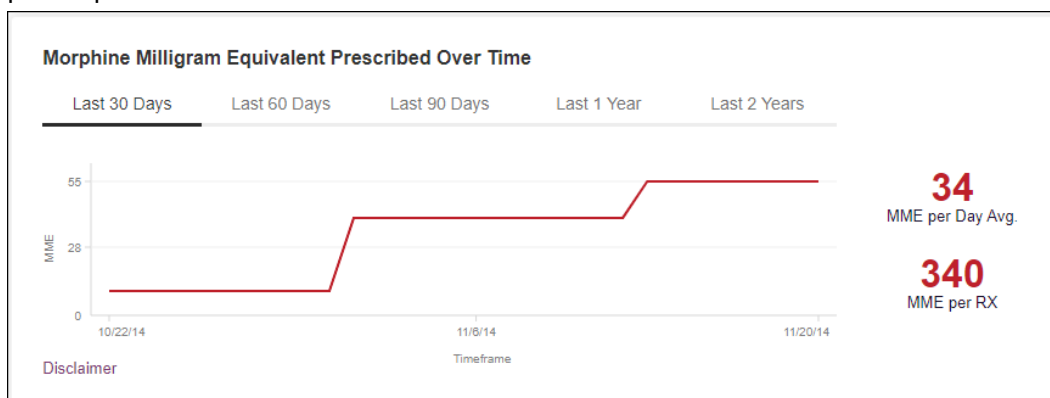 Morphine Milligram Equivalent Prescribed Over Time
Last 30 Days Last 60 Days Last 90 Days Last 1 Year Last 2 Years
55
28
0
MME
10/22/14 11/6/14 11/20/14
Timeframe
34
MME per Day Avg.
340
MME per RX
Disclaimer